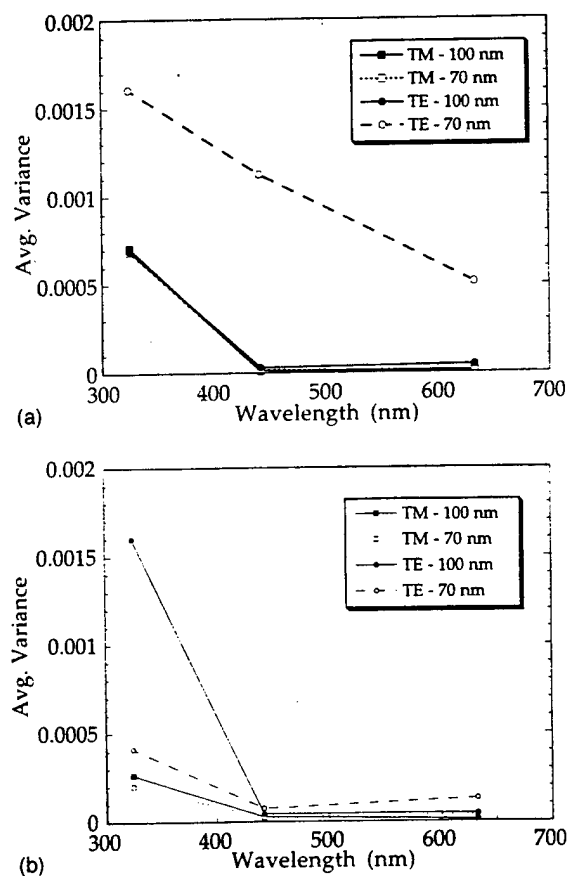 0.002
0.0015
0.001
0.0005
0
Avg. Variance
TM - 100 nm
TM - 70 nm
TE - 100 nm
TE - 70 nm
300 400 500 600 700
(a)
Wavelength (nm)
0.002
0.0015
0.001
0.0005
0
Avg. Variance
TM - 100 nm
TM - 70 nm
TE - 100 nm
TE - 70 nm
300 400 500 600 700
(b)
Wavelength (nm)